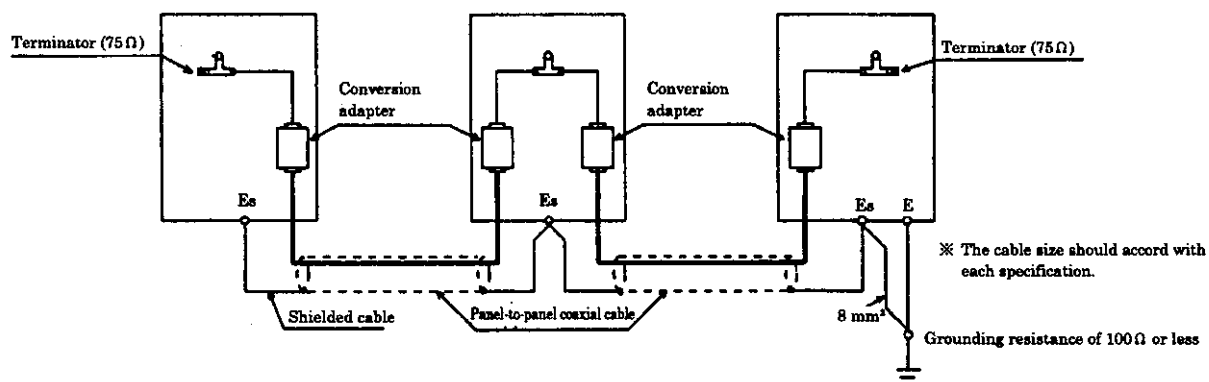 Terminator (75Ω)
Terminator (75Ω)
Conversion
adapter
Conversion
adapter
Es
Es
Es
E
※ The cable size should accord with
each specification.
Shielded cable
Panel-to-panel coaxial cable
8 mm²
Grounding resistance of 100Ω or less